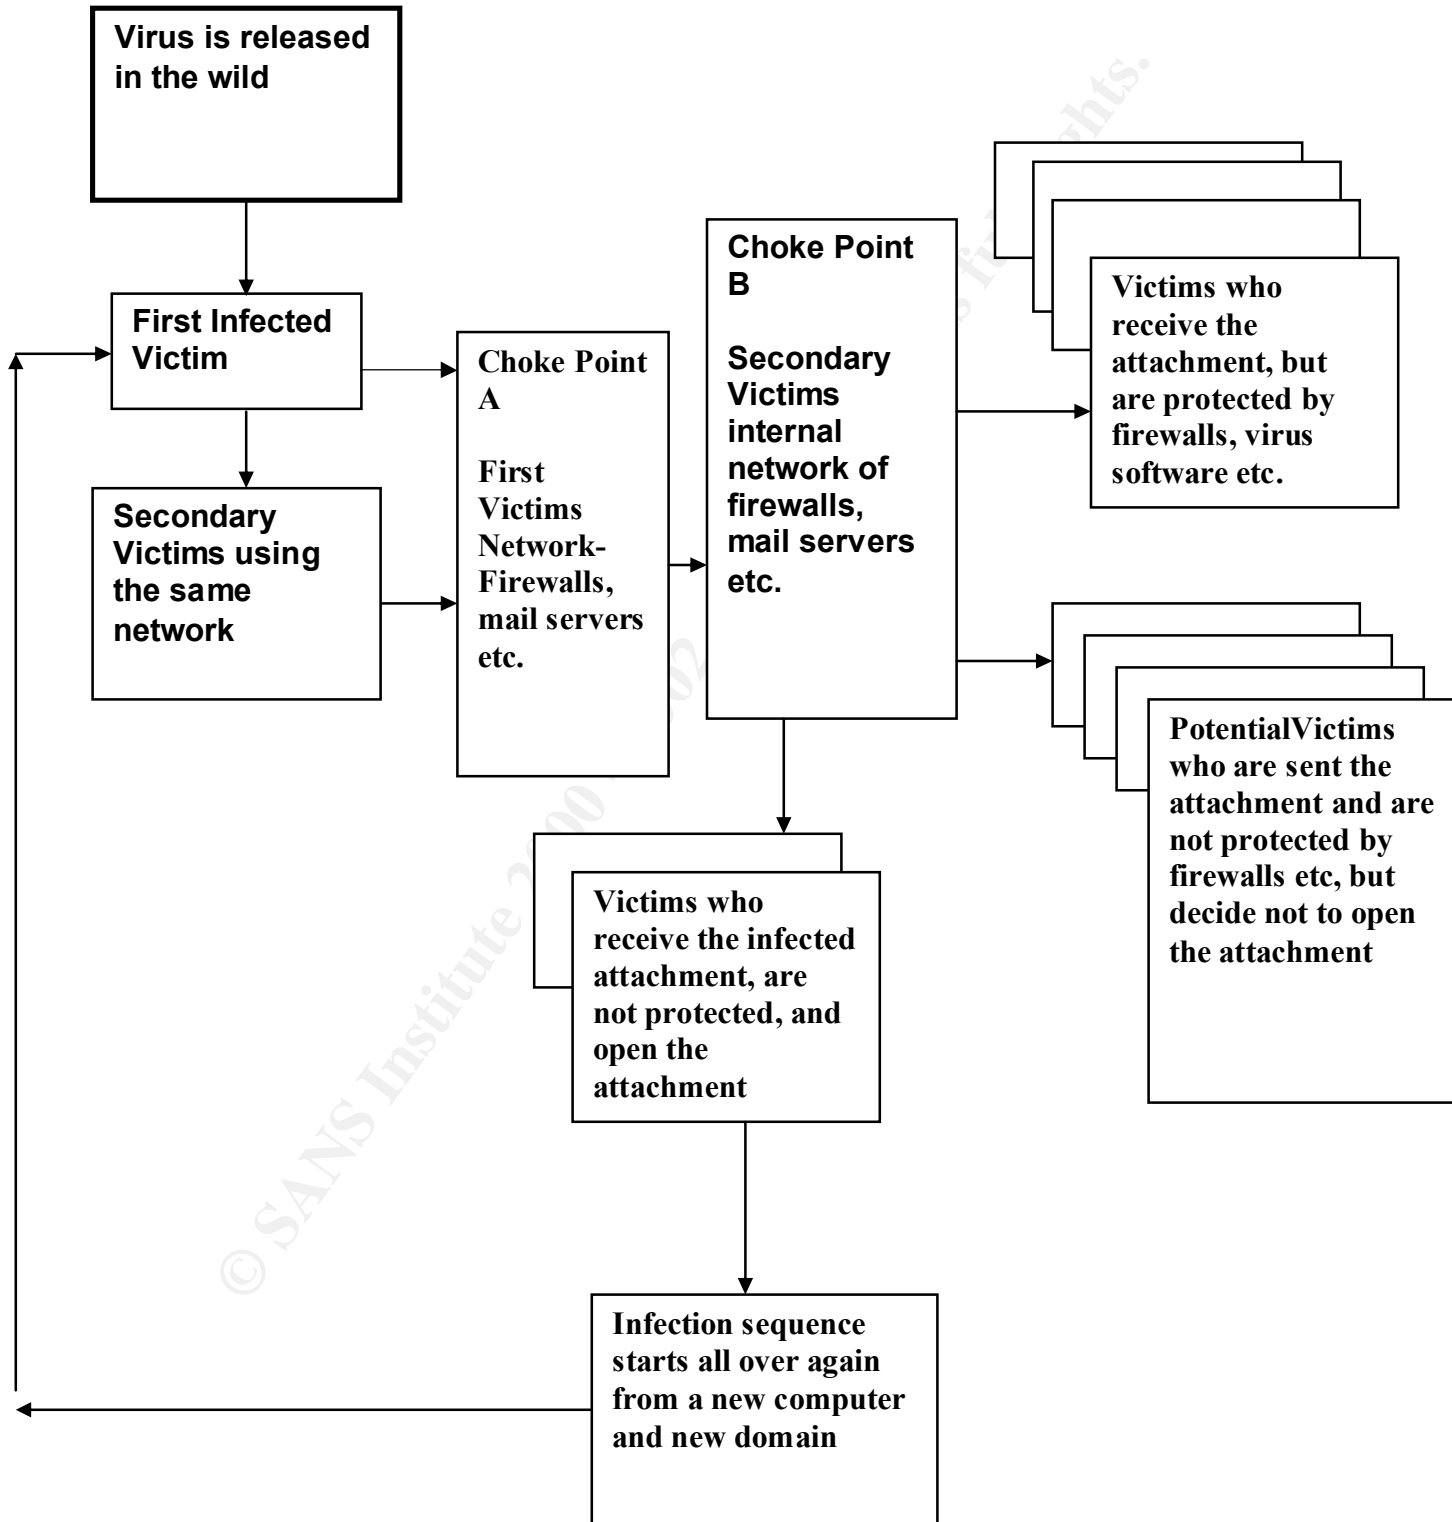 Virus is released
in the wild
First Infected
Victim
Secondary
Victims using
the same
network
Choke Point
A
First
Victims
Network-
Firewalls,
mail servers
etc.
Choke Point
B
Secondary
Victims
internal
network of
firewalls,
mail servers
etc.
Victims who
receive the
attachment, but
are protected by
firewalls, virus
software etc.
PotentialVictims
who are sent the
attachment and are
not protected by
firewalls etc, but
decide not to open
the attachment
Victims who
receive the infected
attachment, are
not protected, and
open the
attachment
Infection sequence
starts all over again
from a new computer
and new domain
© SANS Institute